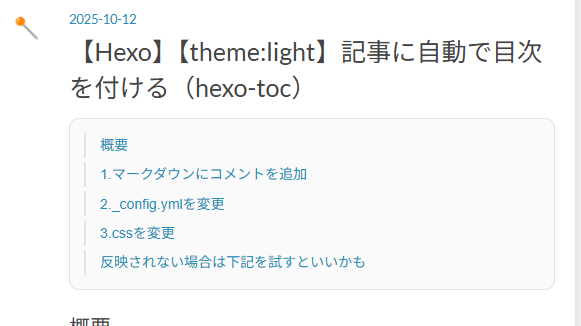 2025-10-12
【Hexo】【theme:light】記事に自動で目次
を付ける（hexo-toc）
概要
1.マークダウンにコメントを追加
2._config.ymlを変更
3.cssを変更
反映されない場合は下記を試すといいかも
概要